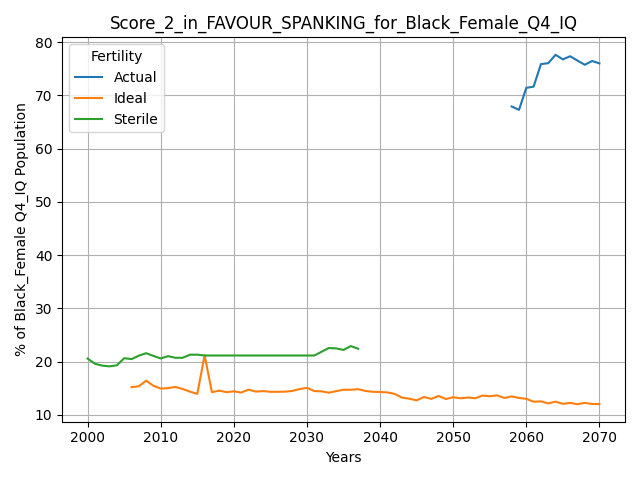 Score_2_in_FAVOUR_SPANKING_for_Black_Female_Q4_IQ
% of Black_Female Q4_IQ Population
80
70
60
50
40
30
20
10
Fertility
Actual
Ideal
Sterile
2000 2010 2020 2030 2040 2050 2060 2070
Years